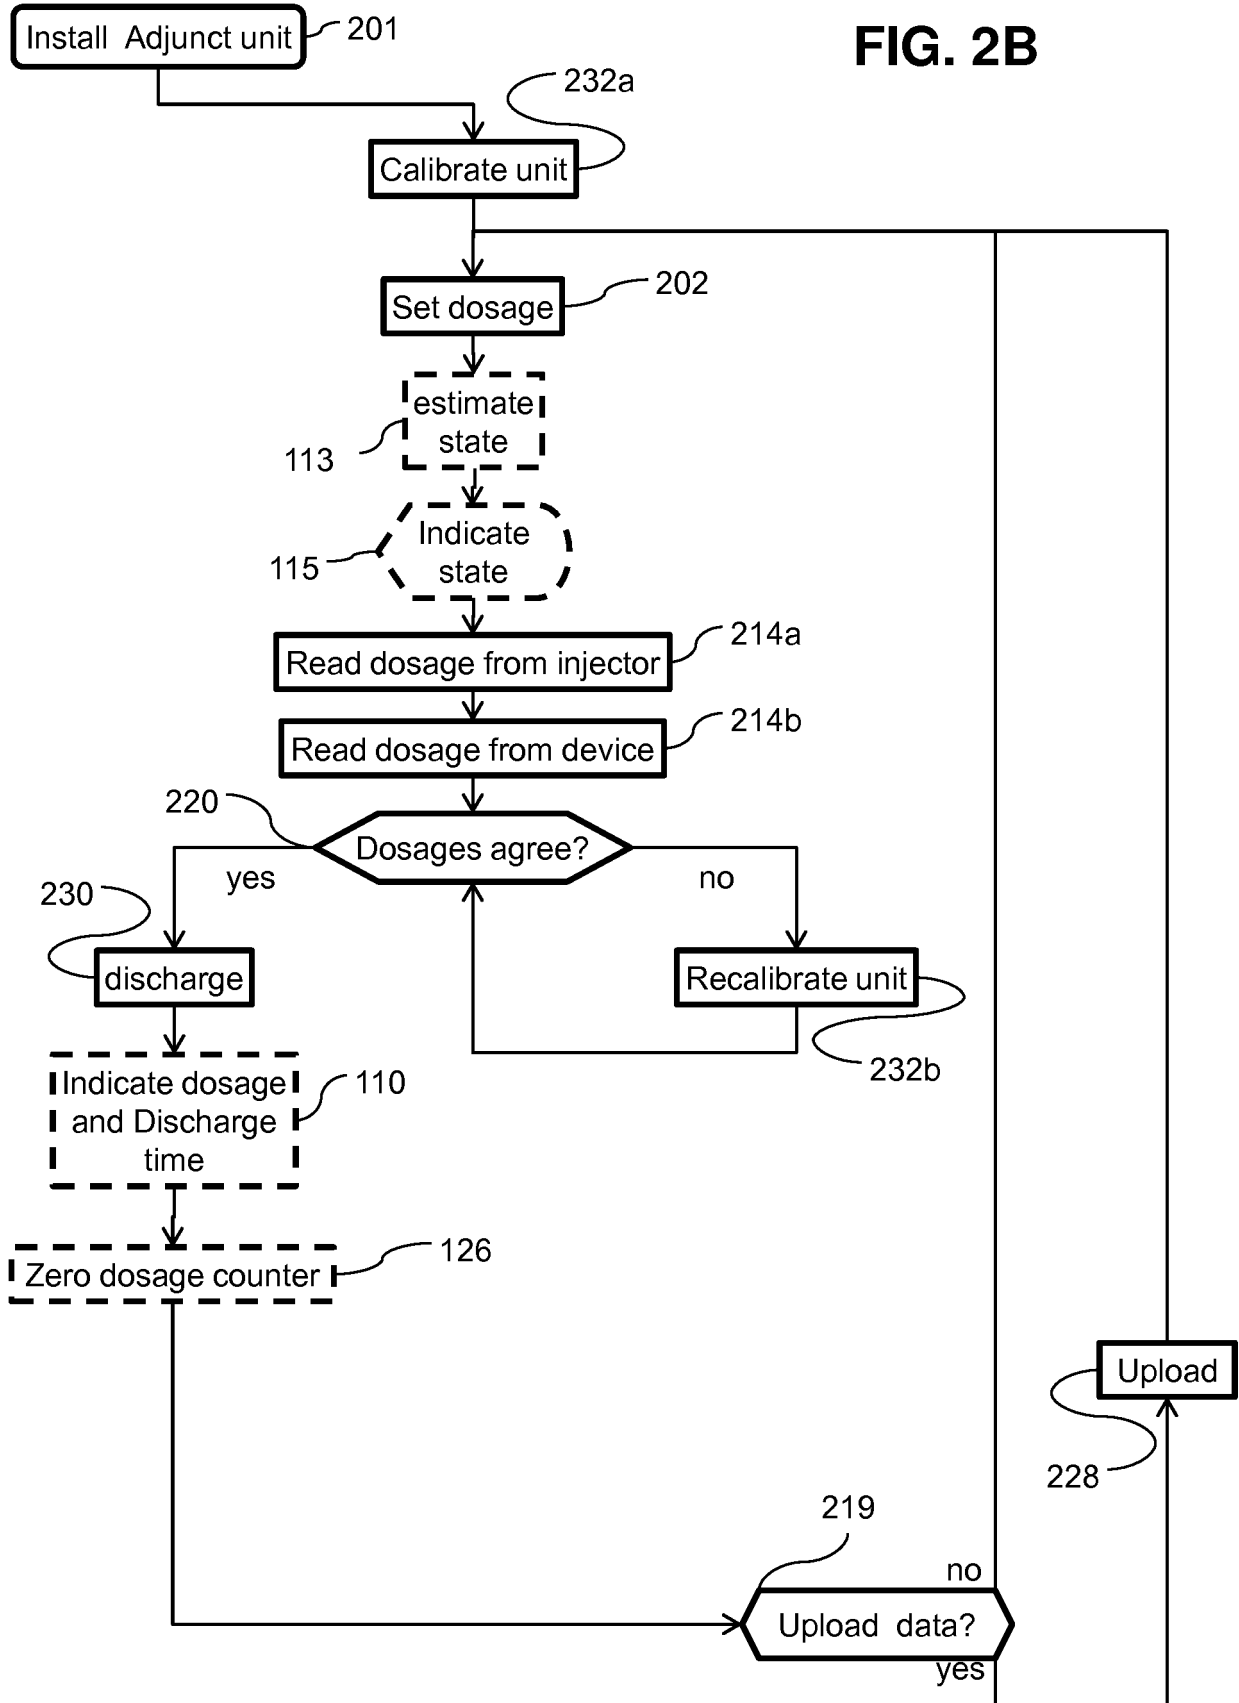 FIG. 2B
Install Adjunct unit
201
232a
Calibrate unit
Set dosage
202
estimate
state
113
Indicate
state
115
214a
Read dosage from injector
214b
Read dosage from device
220
Dosages agree?
yes
no
230
discharge
Recalibrate unit
232b
Indicate dosage
and Discharge
time
110
126
Zero dosage counter
Upload
228
219
no
Upload data?
yes